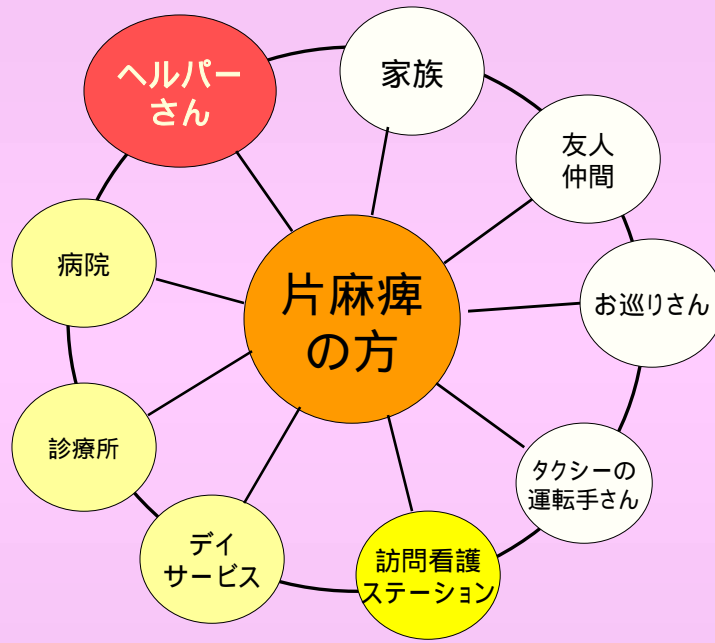 ヘルパー
さん
家族
友人
仲間
お巡りさん
タクシーの
運転手さん
訪問看護
ステーション
デイ
サービス
診療所
病院
片麻痺
の方